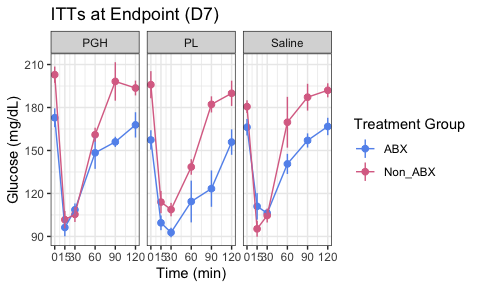 ITTs at Endpoint (D7)
PGH PL Saline
Glucose (mg/dL)
210
180
150
120
90
0 15 30 60 90 120 0 15 30 60 90 120 0 15 30 60 90 120
Time (min)
Treatment Group
ABX
Non_ABX